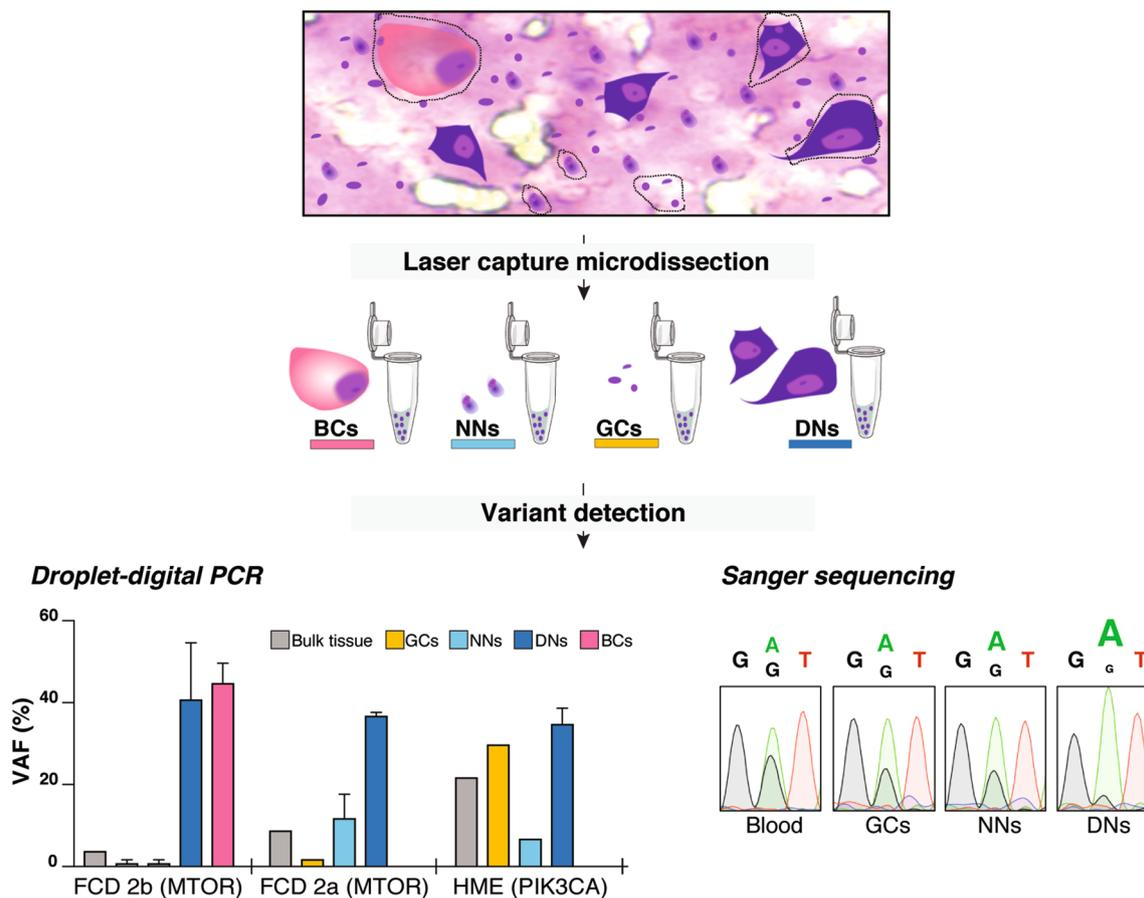 Laser capture microdissection
BCs NNs GCs DNs
Variant detection
Droplet-digital PCR
60
40
20
0
VAF (%)
Bulk tissue GCs NNs DNs BCs
FCD 2b (MTOR) FCD 2a (MTOR) HME (PIK3CA)
Sanger sequencing
A A A A
G T G T G T G T
G G G G
Blood GCs NNs DNs